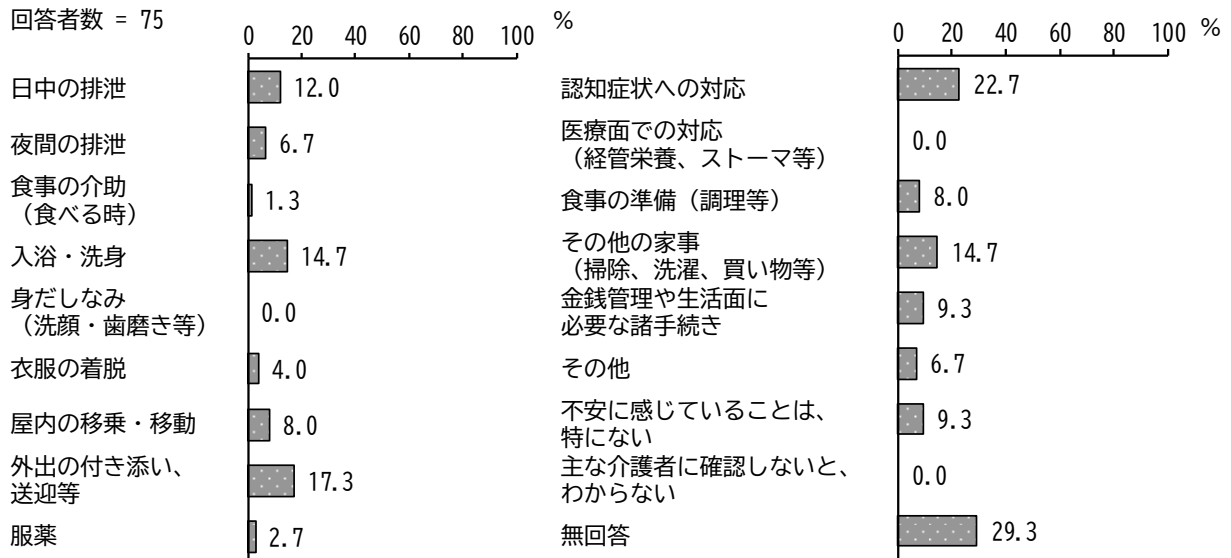 回答者数 = 75
0 20 40 60 80 100 %
日中の排泄 12.0
夜間の排泄 6.7
食事の介助
（食べる時） 1.3
入浴・洗身 14.7
身だしなみ
（洗顔・歯磨き等） 0.0
衣服の着脱 4.0
屋内の移乗・移動 8.0
外出の付き添い、
送迎等 17.3
服薬 2.7
0 20 40 60 80 100 %
認知症状への対応 22.7
医療面での対応
（経管栄養、ストーマ等） 0.0
食事の準備（調理等） 8.0
その他の家事
（掃除、洗濯、買い物等） 14.7
金銭管理や生活面に
必要な諸手続き 9.3
その他 6.7
不安に感じていることは、
特にない 9.3
主な介護者に確認しないと、
わからない 0.0
無回答 29.3